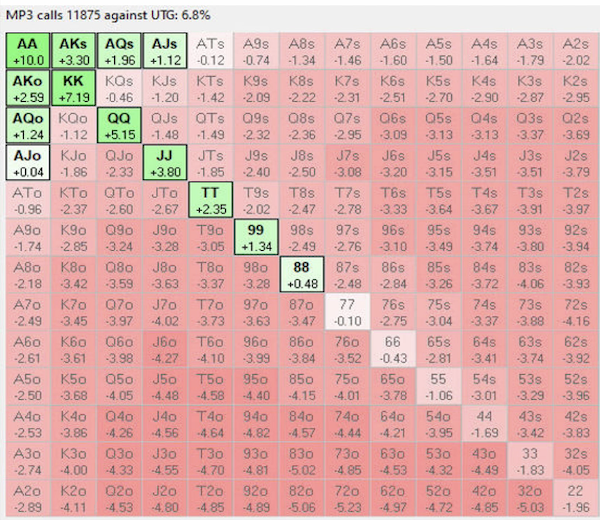 MP3 calls 11875 against UTG: 6.8%
AA AKs AQs AJs ATs A9s A8s A7s A6s A5s A4s A3s A2s
+10.0 +3.30 +1.96 +1.12 -0.12 -0.74 -1.34 -1.46 -1.60 -1.50 -1.64 -1.79 -2.02
AKo KK KQs KJs KTs K9s K8s K7s K6s K5s K4s K3s K2s
+2.59 +7.19 -0.46 -1.20 -1.42 -2.09 -2.22 -2.31 -2.51 -2.70 -2.90 -2.87 -2.95
AQo KQo QQ QJs QTs Q9s Q8s Q7s Q6s Q5s Q4s Q3s Q2s
+1.24 -1.12 +5.15 -1.48 -1.49 -2.32 -2.36 -2.95 -3.09 -3.13 -3.13 -3.37 -3.69
AJo KJo QJo JJ JTs J9s J8s J7s J6s J5s J4s J3s J2s
+0.04 -1.86 -2.33 +3.80 -1.85 -2.40 -2.50 -3.08 -3.20 -3.15 -3.51 -3.51 -3.79
ATo KTo QTo JTo TT T9s T8s T7s T6s T5s T4s T3s T2s
-0.96 -2.37 -2.60 -2.67 +2.35 -2.02 -2.47 -2.78 -3.33 -3.64 -3.67 -3.91 -3.97
A9o K9o Q9o J9o T9o 99 98s 97s 96s 95s 94s 93s 92s
-1.74 -2.85 -3.24 -3.28 -3.05 +1.34 -2.49 -2.76 -3.10 -3.49 -3.74 -3.80 -3.94
A8o K8o Q8o J8o T8o 98o 88 87s 86s 85s 84s 83s 82s
-2.18 -3.42 -3.59 -3.63 -3.37 -3.28 +0.48 -2.48 -2.84 -3.26 -3.72 -4.06 -3.93
A7o K7o Q7o J7o T7o 97o 87o 77 76s 75s 74s 73s 72s
-2.49 -3.45 -3.97 -4.02 -3.73 -3.63 -3.47 -0.10 -2.75 -3.04 -3.37 -3.88 -4.16
A6o K6o Q6o J6o T6o 96o 86o 76o 66 65s 64s 63s 62s
-2.61 -3.61 -3.98 -4.27 -4.10 -3.99 -3.84 -3.52 -0.43 -2.81 -3.41 -3.74 -3.92
A5o K5o Q5o J5o T5o 95o 85o 75o 65o 55 54s 53s 52s
-2.50 -3.68 -4.05 -4.48 -4.58 -4.40 -4.15 -4.01 -3.78 -1.06 -3.01 -3.29 -3.96
A4o K4o Q4o J4o T4o 94o 84o 74o 64o 54o 44 43s 42s
-2.53 -3.86 -4.26 -4.56 -4.64 -4.82 -4.57 -4.44 -4.21 -3.95 -1.69 -3.42 -3.83
A3o K3o Q3o J3o T3o 93o 83o 73o 63o 53o 43o 33 32s
-2.74 -4.00 -4.33 -4.55 -4.70 -4.81 -5.02 -4.85 -4.53 -4.32 -4.49 -1.83 -4.05
A2o K2o Q2o J2o T2o 92o 82o 72o 62o 52o 42o 32o 22
-2.89 -4.11 -4.53 -4.80 -4.85 -4.89 -5.06 -5.23 -4.97 -4.72 -4.85 -5.03 -1.96